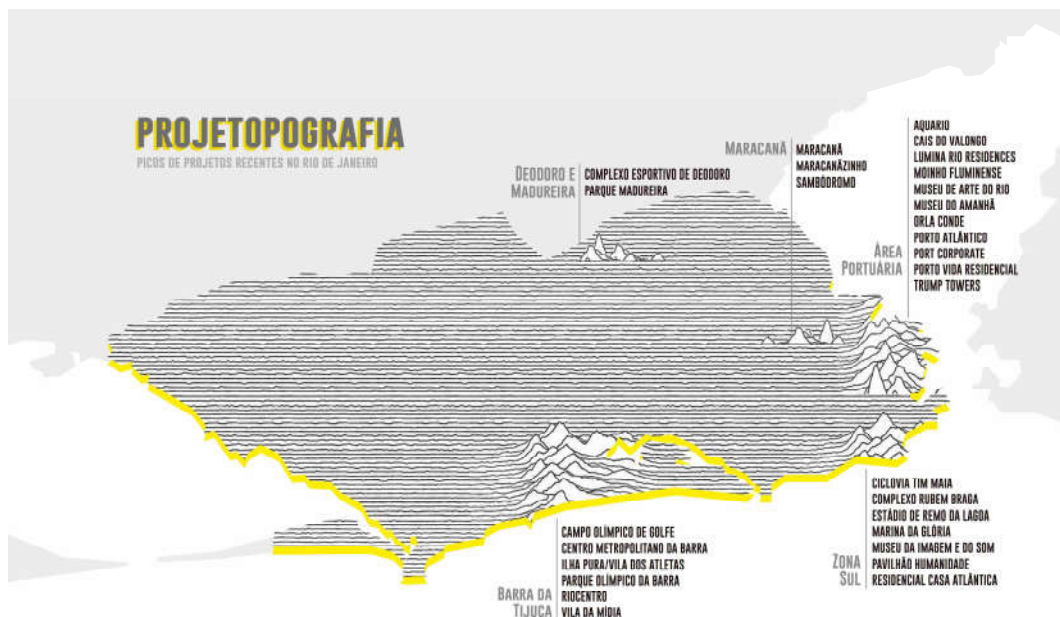 PROJETOPOGRAFIA
PICOS DE PROJETOS RECENTES NO RIO DE JANEIRO
DEODORO E
MADUREIRA
COMPLEXO ESPORTIVO DE DEODORO
PARQUE MADUREIRA
MARACANÃ
MARACANÃ
MARACANÃZINHO
SAMBÓDROMO
ÁREA
PORTUÁRIA
AQUARIO
CAIS DO VALONGO
LUMINA RIO RESIDENCES
MOINHO FLUMINENSE
MUSEU DE ARTE DO RIO
MUSEU DO AMANHÃ
ORLA CONDE
PORTO ATLÂNTICO
PORT CORPORATE
PORTO VIDA RESIDENCIAL
TRUMP TOWERS
BARRA DA
TIJUCA
CAMPO OLÍMPICO DE GOLFE
CENTRO METROPOLITANO DA BARRA
ILHA PURA/VILA DOS ATLETAS
PARQUE OLÍMPICO DA BARRA
RIOCENTRO
VILA DA MÍDIA
ZONA
SUL
CICLOVIA TIM MAIA
COMPLEXO RUBEM BRAGA
ESTÁDIO DE REMO DA LAGOA
MARINA DA GLÓRIA
MUSEU DA IMAGEM E DO SOM
PAVILHÃO HUMANIDADE
RESIDENCIAL CASA ATLÂNTICA